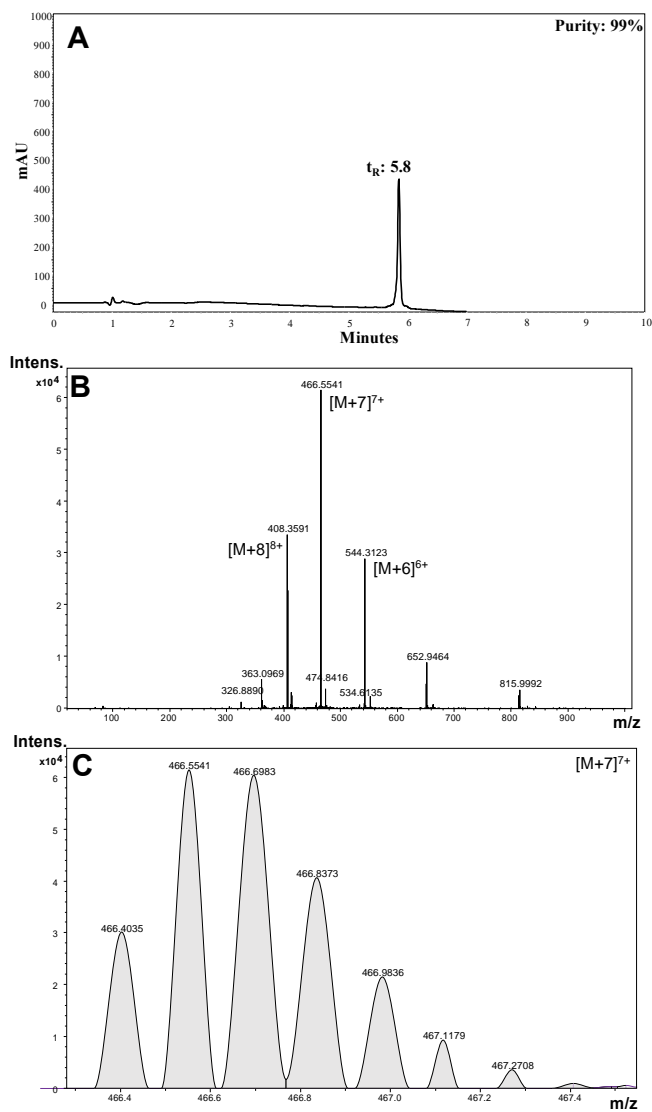 A
Purity: 99%
1000
900
800
700
600
500
400
300
200
100
0
mAU
tR: 5.8
0 1 2 3 4 5 6 7 8 9 10
Minutes
Intens.
x10⁴
B
466.5541
[M+7]⁷⁺
6
5
4
408.3591
[M+8]⁸⁺
544.3123
[M+6]⁶⁺
3
2
1
363.0969
326.8890
474.8416
534.6135
652.9464
815.9992
0
100 200 300 400 500 600 700 800 900
m/z
Intens.
x10⁴
C
466.5541
466.6983
[M+7]⁷⁺
6
5
466.8373
4
466.4035
3
466.9836
2
467.1179
1
467.2708
0
466.4 466.6 466.8 467.0 467.2 467.4
m/z